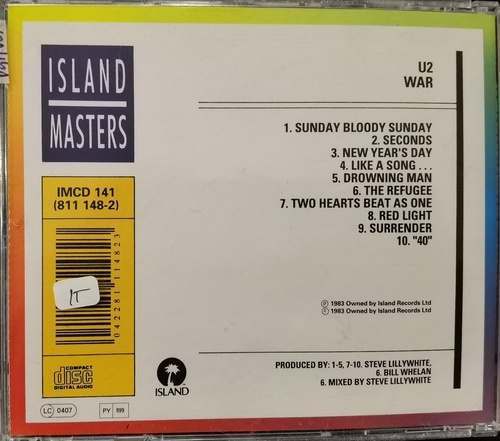 ISLAND
MASTERS
U2
WAR
1. SUNDAY BLOODY SUNDAY
2. SECONDS
3. NEW YEAR'S DAY
4. LIKE A SONG . . .
5. DROWNING MAN
6. THE REFUGEE
7. TWO HEARTS BEAT AS ONE
8. RED LIGHT
9. SURRENDER
10. "40"
IMCD 141
(811 148-2)
0 42281 11482
℗ 1983 Owned by Island Records Ltd
© 1983 Owned by Island Records Ltd
PRODUCED BY: 1-5, 7-10. STEVE LILLYWHITE.
6. BILL WHELAN
6. MIXED BY STEVE LILLYWHITE
COMPACT
disc
DIGITAL AUDIO
ISLAND
LC 0407
PY 899